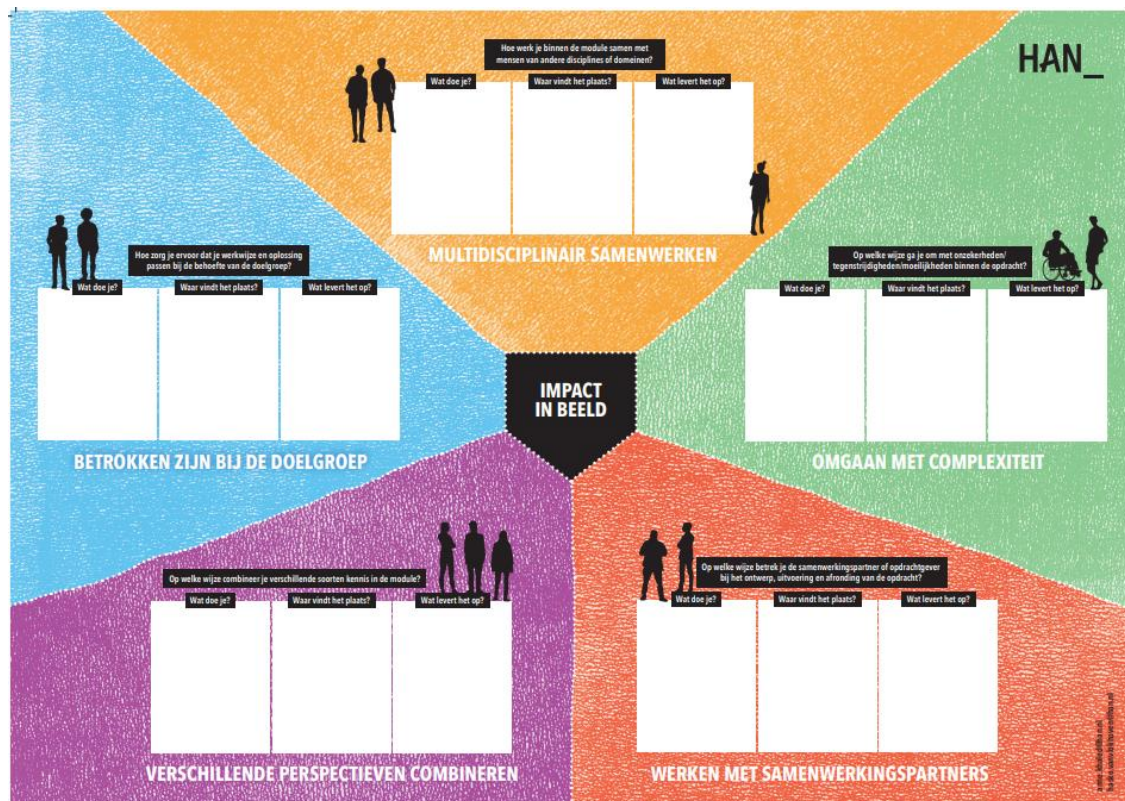 HAN_
Hoe werk je binnen de module samen met
mensen van andere disciplines of domeinen?
Wat doe je?
Waar vindt het plaats?
Wat levert het op?
MULTIDISCIPLINAIR SAMENWERKEN
Hoe zorg je ervoor dat je werkwijze en oplossing
passen bij de behoefte van de doelgroep?
Wat doe je?
Waar vindt het plaats?
Wat levert het op?
BETROKKEN ZIJN BIJ DE DOELGROEP
Op welke wijze ga je om met onzekerheden/
tegenstrijdigheden/moeilijkheden binnen de opdracht?
Wat doe je?
Waar vindt het plaats?
Wat levert het op?
OMGAAN MET COMPLEXITEIT
IMPACT
IN BEELD
Op welke wijze combineer je verschillende soorten kennis in de module?
Wat doe je?
Waar vindt het plaats?
Wat levert het op?
VERSCHILLENDE PERSPECTIEVEN COMBINEREN
Op welke wijze betrek je de samenwerkingspartner of opdrachtgever
bij het ontwerp, uitvoering en afronding van de opdracht?
Wat doe je?
Waar vindt het plaats?
Wat levert het op?
WERKEN MET SAMENWERKINGSPARTNERS